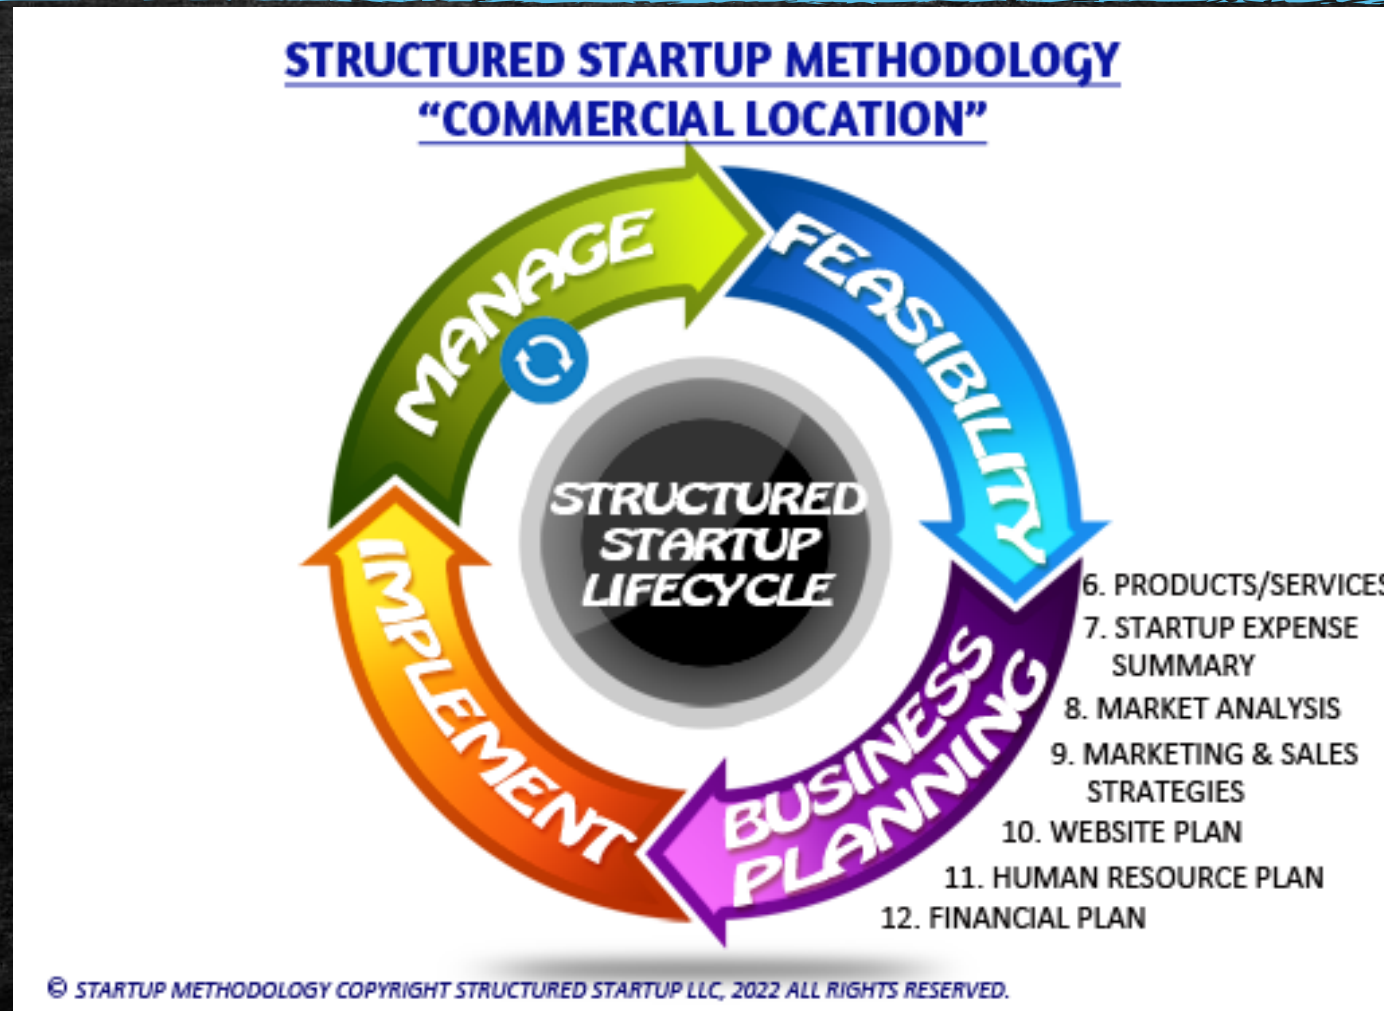 STRUCTURED STARTUP METHODOLOGY
“COMMERCIAL LOCATION”
MANAGE
FEASIBILITY
STRUCTURED
STARTUP
LIFECYCLE
IMPLEMENT
BUSINESS
PLANNING
6. PRODUCTS/SERVICES
7. STARTUP EXPENSE
SUMMARY
8. MARKET ANALYSIS
9. MARKETING & SALES
STRATEGIES
10. WEBSITE PLAN
11. HUMAN RESOURCE PLAN
12. FINANCIAL PLAN
© STARTUP METHODOLOGY COPYRIGHT STRUCTURED STARTUP LLC, 2022 ALL RIGHTS RESERVED.